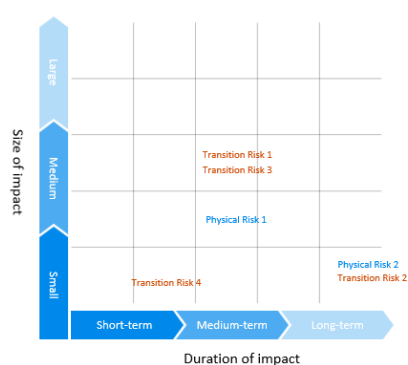 Large
Medium
Small
Size of impact
Transition Risk 1
Transition Risk 3
Physical Risk 1
Physical Risk 2
Transition Risk 2
Transition Risk 4
Short-term
Medium-term
Long-term
Duration of impact